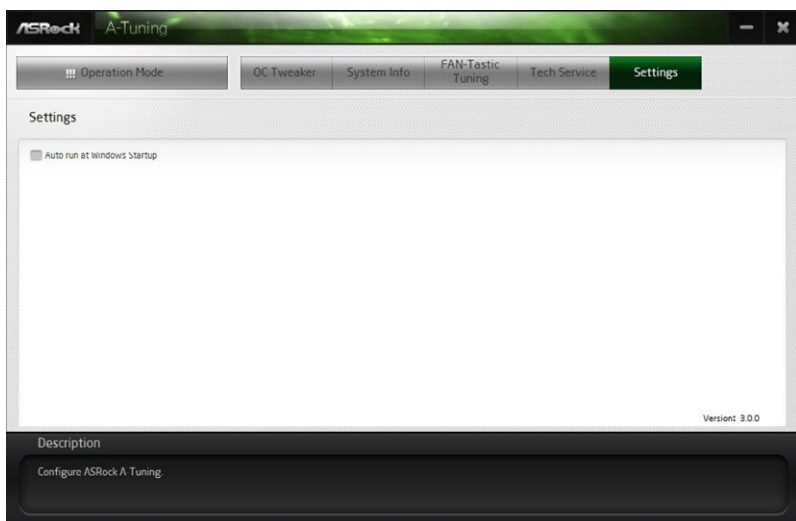 ASRock A-Tuning
Operation Mode OC Tweaker System Info FAN-Tastic Tuning Tech Service Settings
Settings
Auto run at Windows Startup
Version: 3.0.0
Description
Configure ASRock A Tuning.